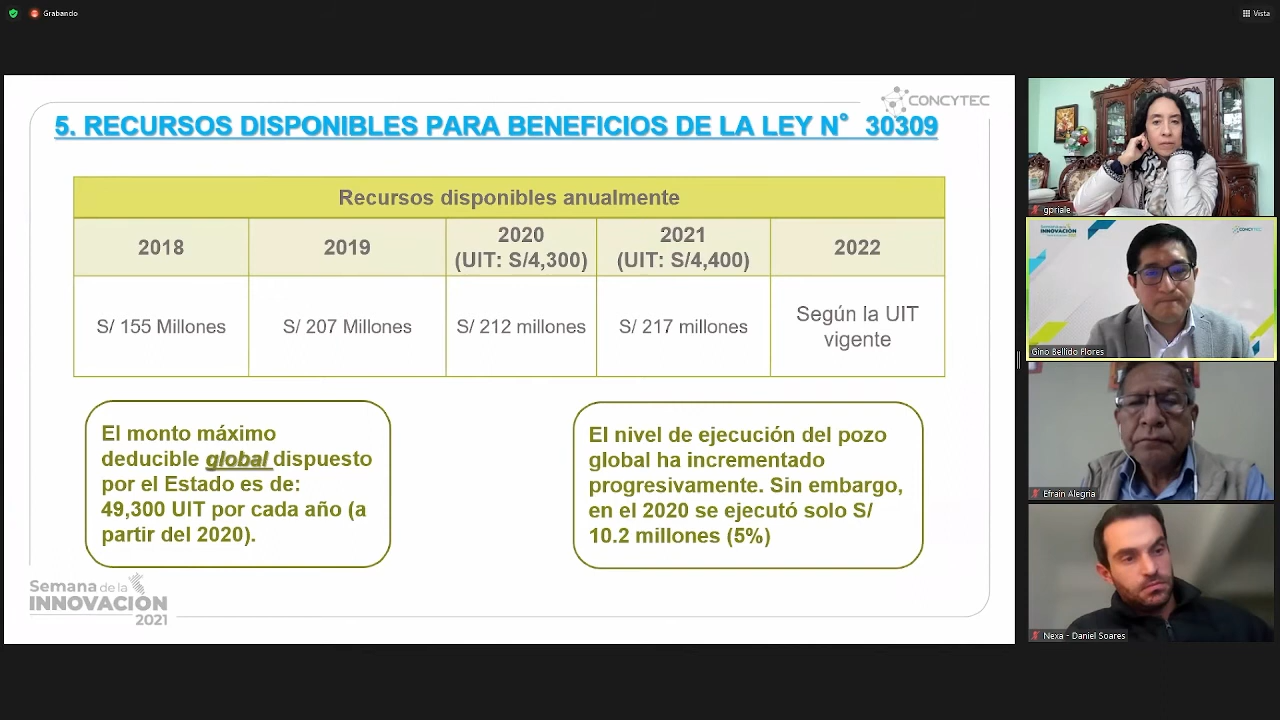 Grabando
Vista
CONCYTEC
5. RECURSOS DISPONIBLES PARA BENEFICIOS DE LA LEY N° 30309
Recursos disponibles anualmente
2018
2019
2020
(UIT: S/4,300)
2021
(UIT: S/4,400)
2022
S/ 155 Millones
S/ 207 Millones
S/ 212 millones
S/ 217 millones
Según la UIT
vigente
El monto máximo
deducible global dispuesto
por el Estado es de:
49,300 UIT por cada año (a
partir del 2020).
El nivel de ejecución del pozo
global ha incrementado
progresivamente. Sin embargo,
en el 2020 se ejecutó solo S/
10.2 millones (5%)
Semana de la
INNOVACIÓN
2021
gpriale
INNOVACIÓN
CONCYTEC
Gino Bellido Flores
Efrain Alegria
Nexa - Daniel Soares